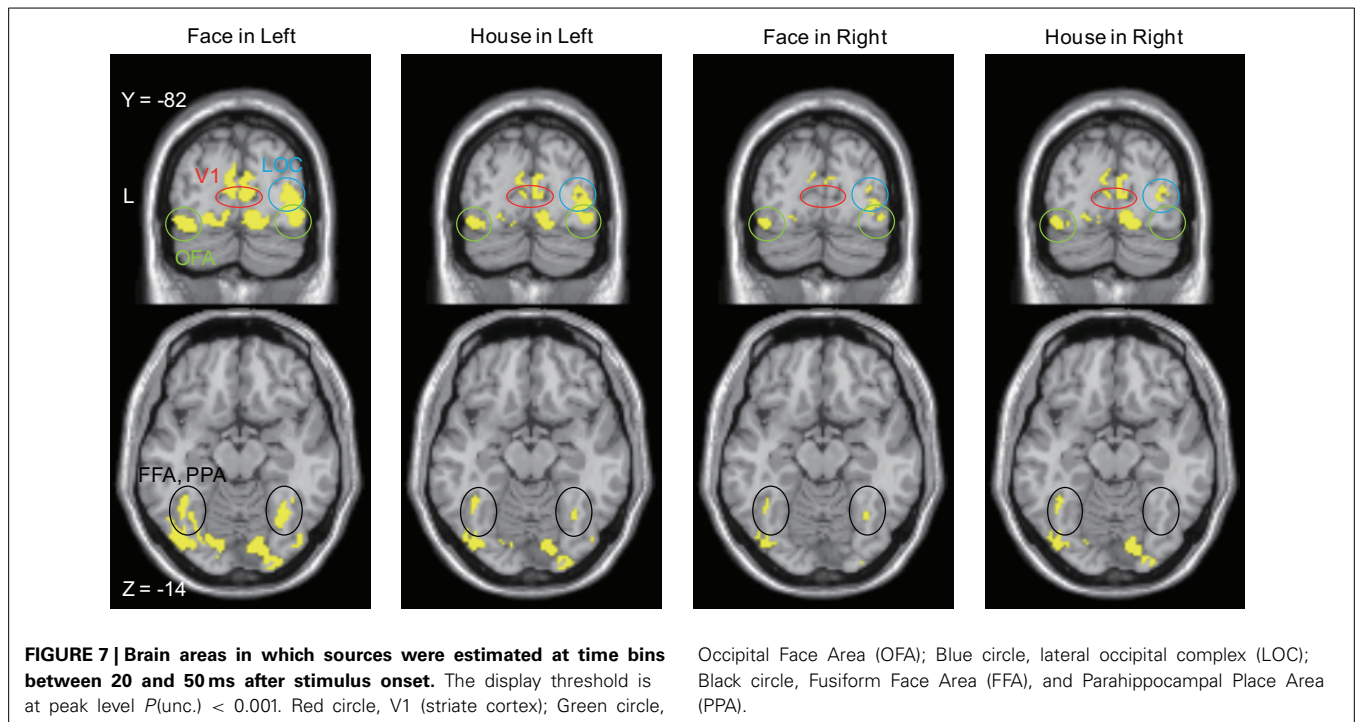 Face in Left
House in Left
Face in Right
House in Right
Y = -82
LOC
V1
L
OFA
FFA, PPA
Z = -14
FIGURE 7 | Brain areas in which sources were estimated at time bins
between 20 and 50 ms after stimulus onset. The display threshold is
at peak level P(unc.) < 0.001. Red circle, V1 (striate cortex); Green circle,
Occipital Face Area (OFA); Blue circle, lateral occipital complex (LOC);
Black circle, Fusiform Face Area (FFA), and Parahippocampal Place Area
(PPA).